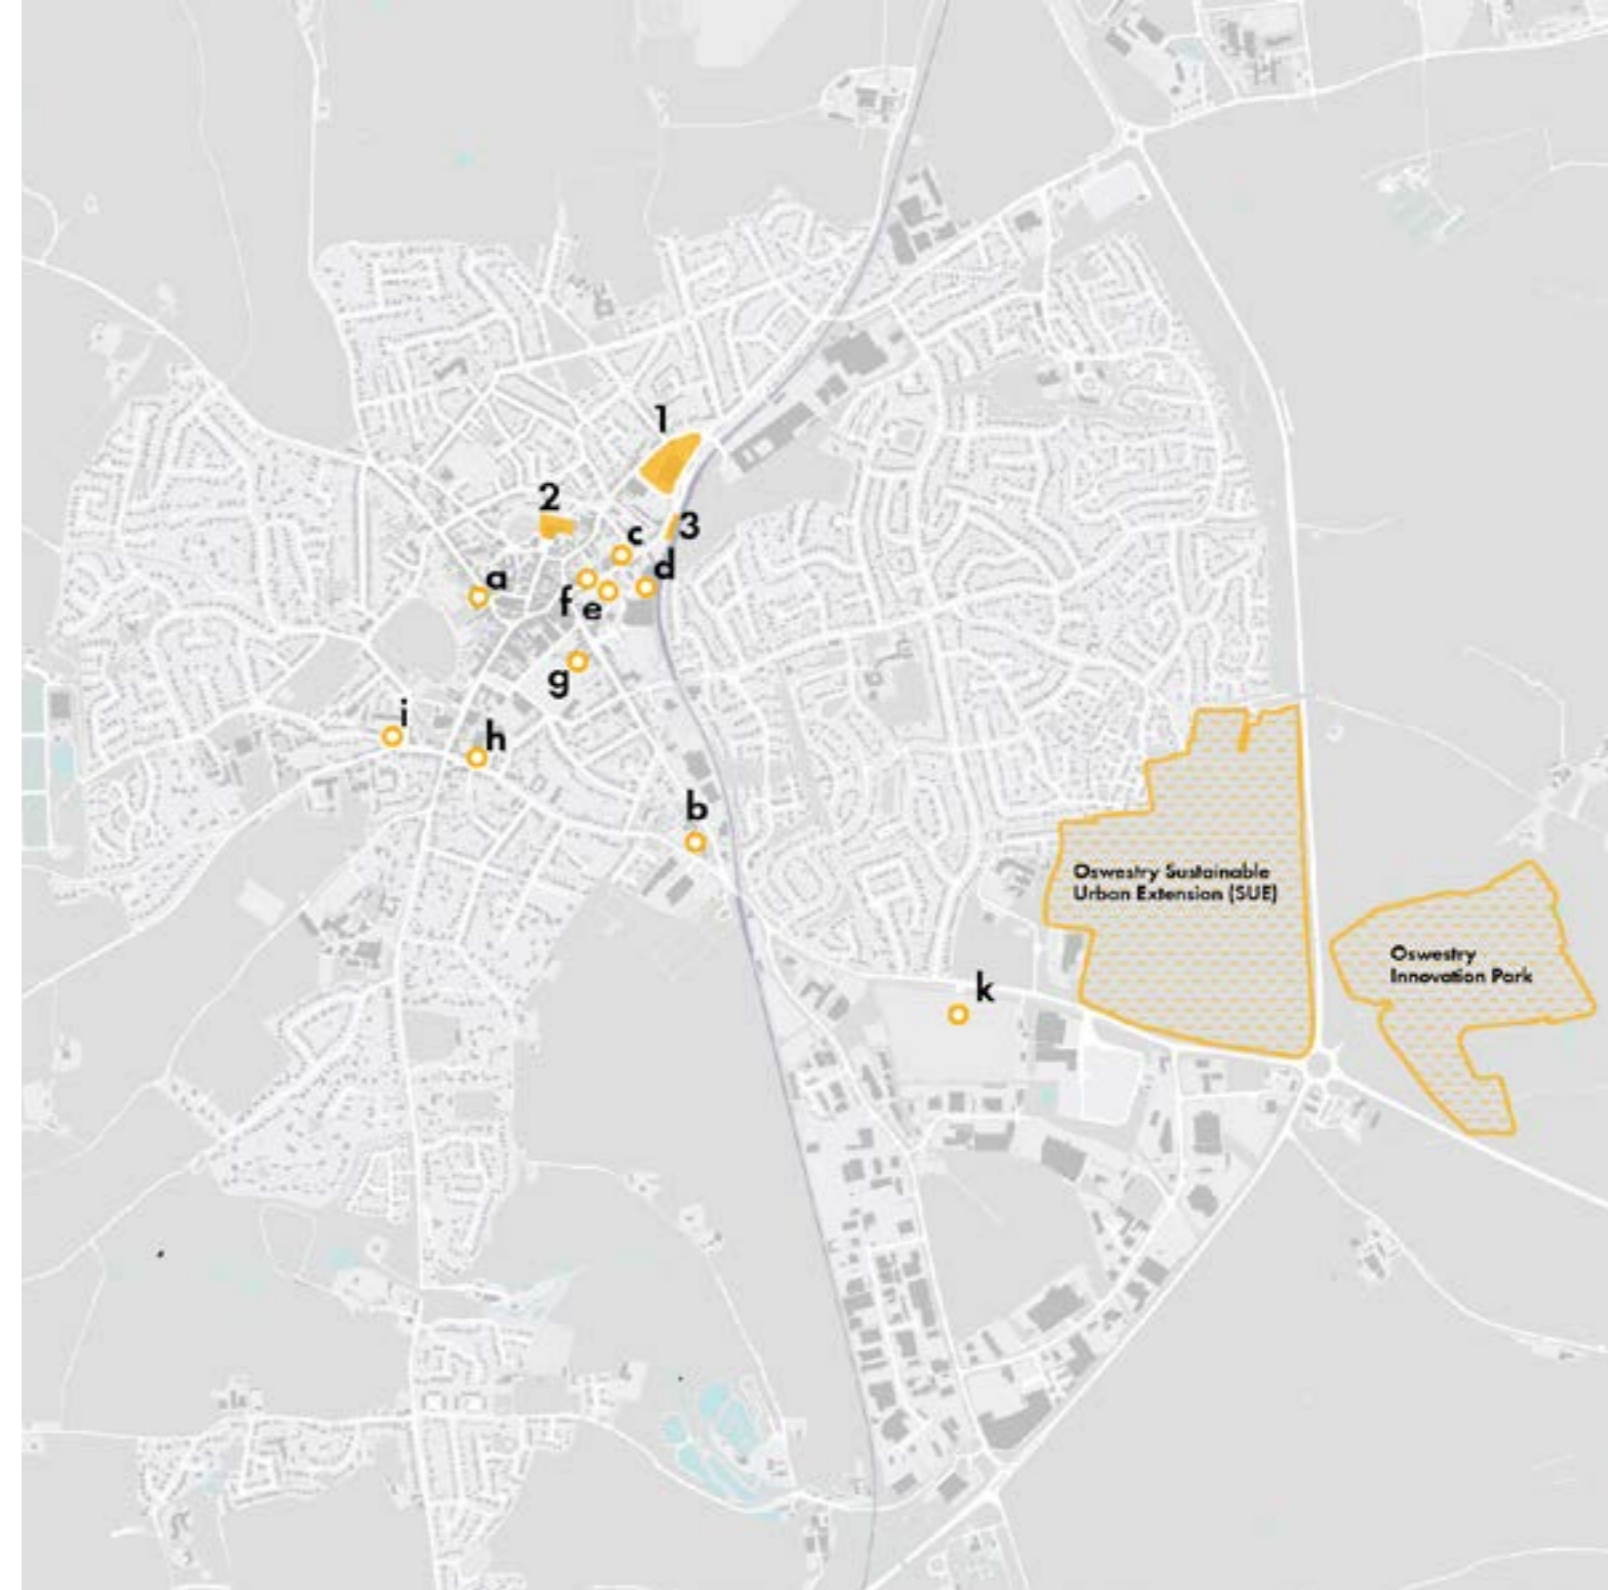 1
2
3
c
d
a
f
e
g
i
h
b
Oswestry Sustainable
Urban Extension (SUE)
Oswestry
Innovation Park
k